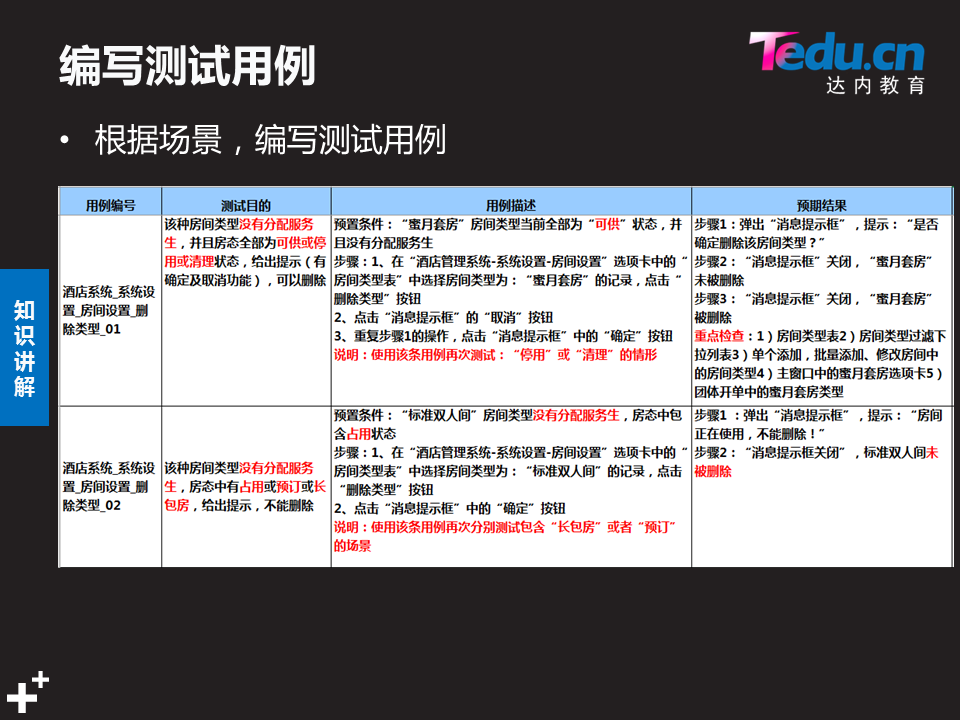 编写测试用例
Tedu.cn
达内教育
• 根据场景，编写测试用例
知识讲解
用例编号 测试目的 用例描述 预期结果
酒店系统_系统设
置_房间设置_删
除类型_01
该种房间类型没有分配服务
生，并且房态全部为可供或停
用或清理状态，给出提示（有
确定及取消功能），可以删除
预置条件：“蜜月套房”房间类型当前全部为“可供”状态，并
且没有分配服务生
步骤：1、在“酒店管理系统-系统设置-房间设置”选项卡中的“
房间类型表”中选择房间类型为：“蜜月套房”的记录，点击“
删除类型”按钮
2、点击“消息提示框”的“取消”按钮
3、重复步骤1的操作，点击“消息提示框”中的“确定”按钮
说明：使用该条用例再次测试：“停用”或“清理”的情形
步骤1：弹出“消息提示框”，提示：“是否
确定删除该房间类型？”
步骤2：“消息提示框”关闭，“蜜月套房”
未被删除
步骤3：“消息提示框”关闭，“蜜月套房”
被删除
重点检查：1）房间类型表2）房间类型过滤下
拉列表3）单个添加，批量添加、修改房间中
的房间类型4）主窗口中的蜜月套房选项卡5）
团体开单中的蜜月套房类型
酒店系统_系统设
置_房间设置_删
除类型_02
该种房间类型没有分配服务
生，房态中有占用或预订或长
包房，给出提示，不能删除
预置条件：“标准双人间”房间类型没有分配服务生，房态中包
含占用状态
步骤：1、在“酒店管理系统-系统设置-房间设置”选项卡中的“
房间类型表”中选择房间类型为：“标准双人间”的记录，点击
“删除类型”按钮
2、点击“消息提示框”中的“确定”按钮
说明：使用该条用例再次分别测试包含“长包房”或者“预订”
的场景
步骤1 ：弹出“消息提示框”，提示：“房间
正在使用，不能删除！”
步骤2：“消息提示框关闭”，标准双人间未
被删除